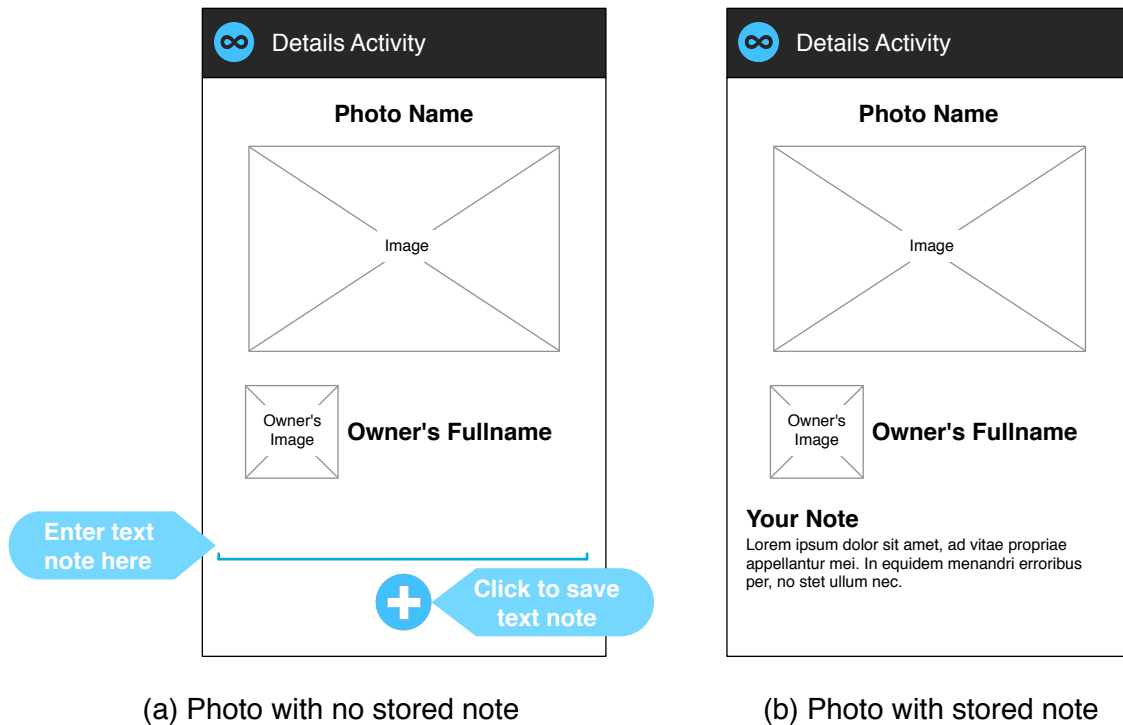 Details Activity
Photo Name
Image
Owner's
Image
Owner's Fullname
Enter text
note here
Click to save
text note
(a) Photo with no stored note
Details Activity
Photo Name
Image
Owner's
Image
Owner's Fullname
Your Note
Lorem ipsum dolor sit amet, ad vitae propriae
appellantur mei. In equidem menandri erroribus
per, no stet ullum nec.
(b) Photo with stored note